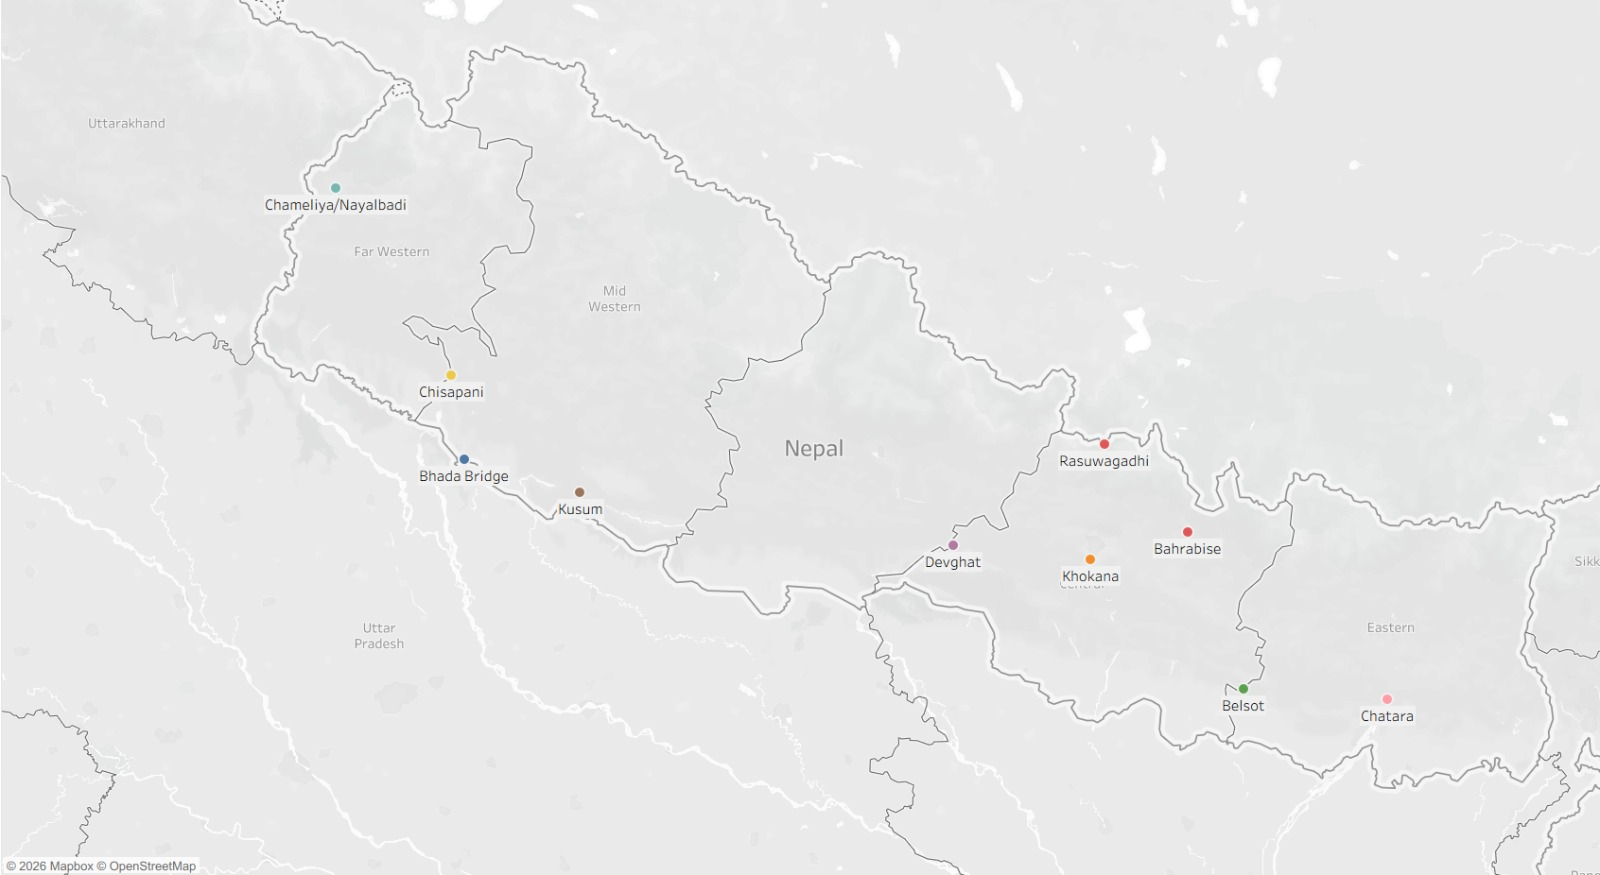 Uttarakhand
Chameliya/Nayalbadi
Far Western
Mid
Western
Chisapani
Nepal
Rasuwagadhi
Bhada Bridge
Kusum
Bahrabise
Devghat
Khokana
Central
Uttar
Pradesh
Eastern
Belsot
Chatara
© 2026 Mapbox © OpenStreetMap